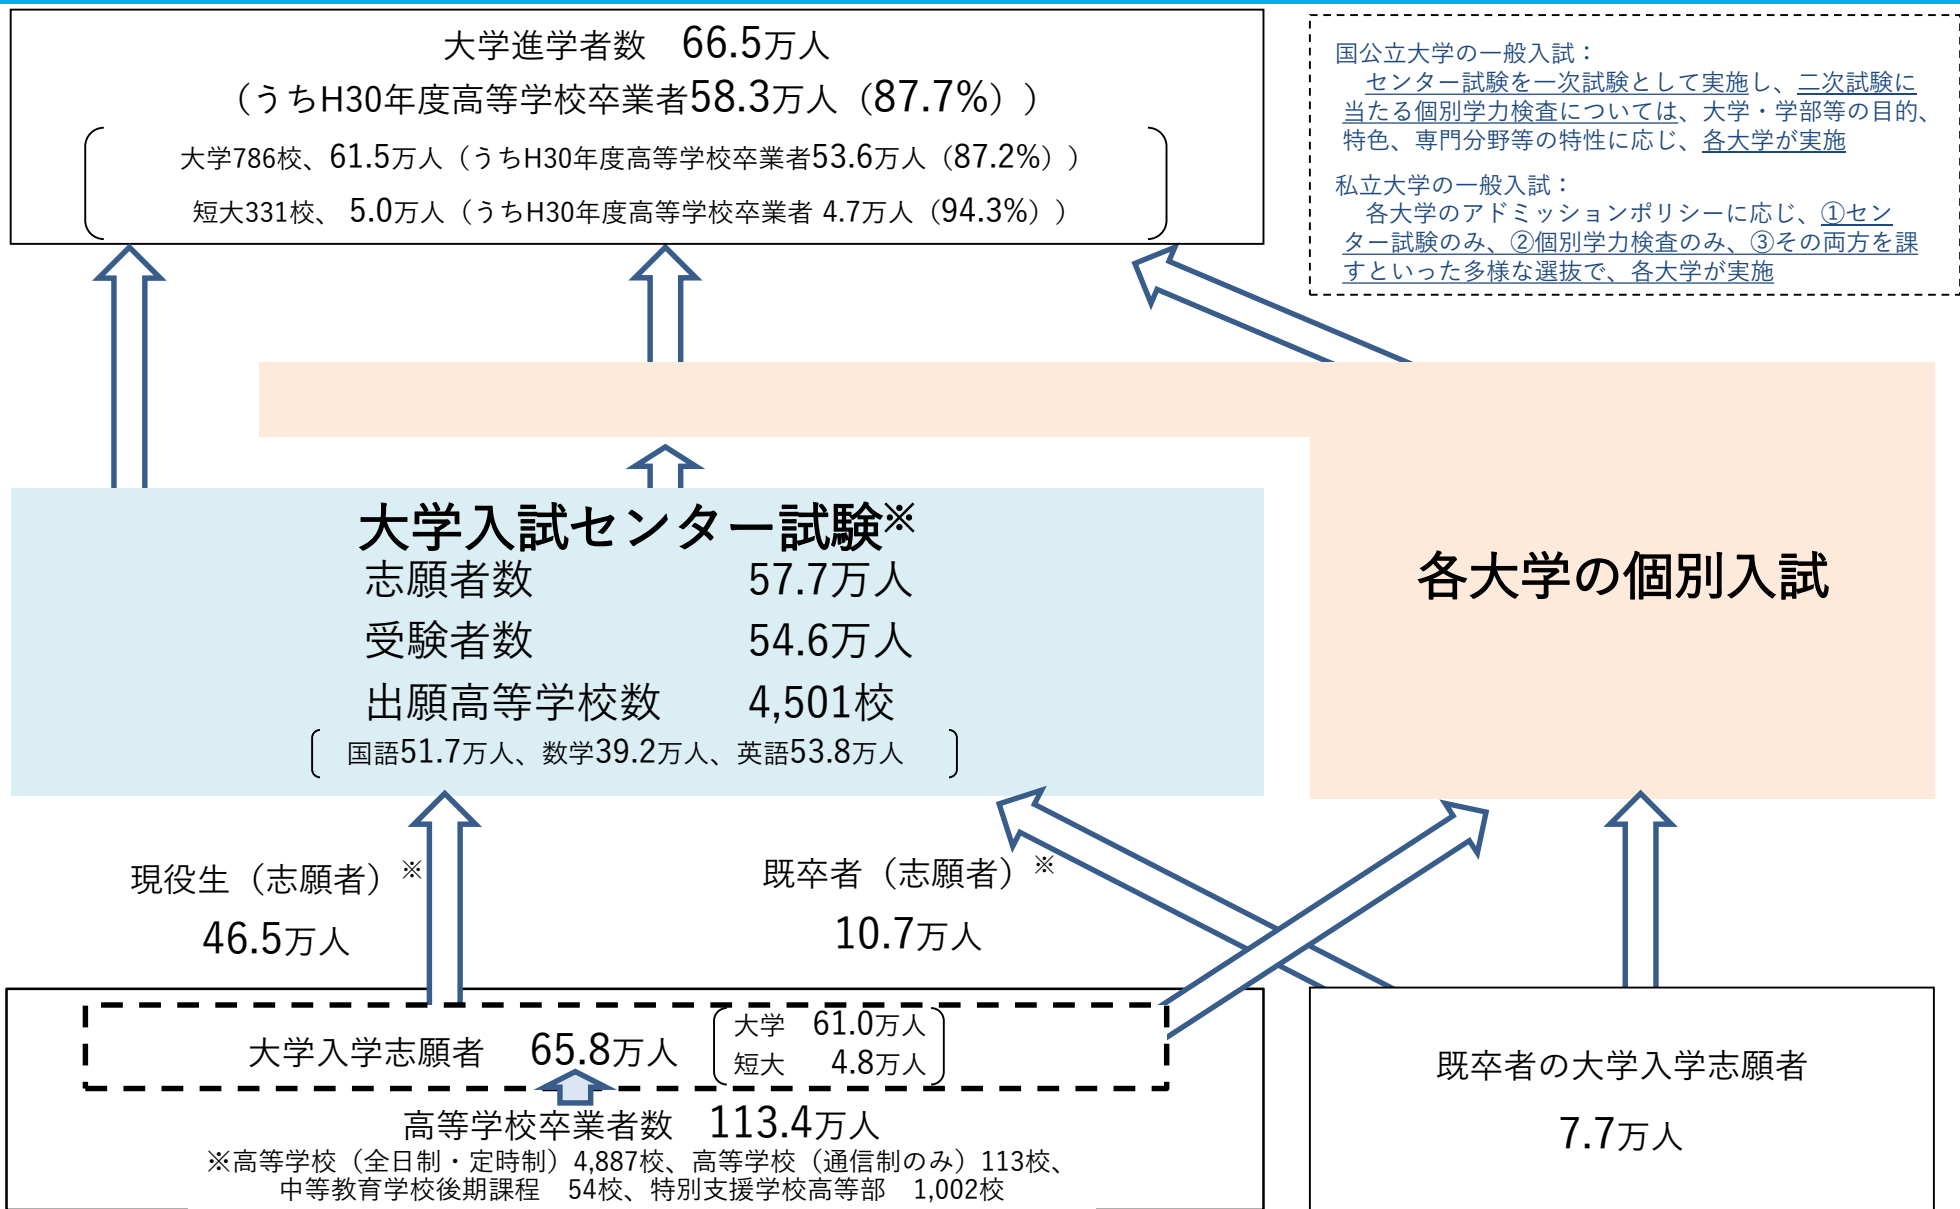 大学進学者数　66.5万人
（うちH30年度高等学校卒業者58.3万人（87.7%））
大学786校、61.5万人（うちH30年度高等学校卒業者53.6万人（87.2%））
短大331校、 5.0万人（うちH30年度高等学校卒業者 4.7万人（94.3%））
国公立大学の一般入試：
センター試験を一次試験として実施し、二次試験に
当たる個別学力検査については、大学・学部等の目的、
特色、専門分野等の特性に応じ、各大学が実施
私立大学の一般入試：
各大学のアドミッションポリシーに応じ、①セン
ター試験のみ、②個別学力検査のみ、③その両方を課
すといった多様な選抜で、各大学が実施
大学入試センター試験※
志願者数　57.7万人
受験者数　54.6万人
出願高等学校数　4,501校
国語51.7万人、数学39.2万人、英語53.8万人
各大学の個別入試
現役生（志願者）※
46.5万人
既卒者（志願者）※
10.7万人
大学入学志願者　65.8万人
大学　61.0万人
短大　4.8万人
高等学校卒業者数　113.4万人
※高等学校（全日制・定時制）4,887校、高等学校（通信制のみ）113校、
中等教育学校後期課程　54校、特別支援学校高等部　1,002校
既卒者の大学入学志願者
7.7万人